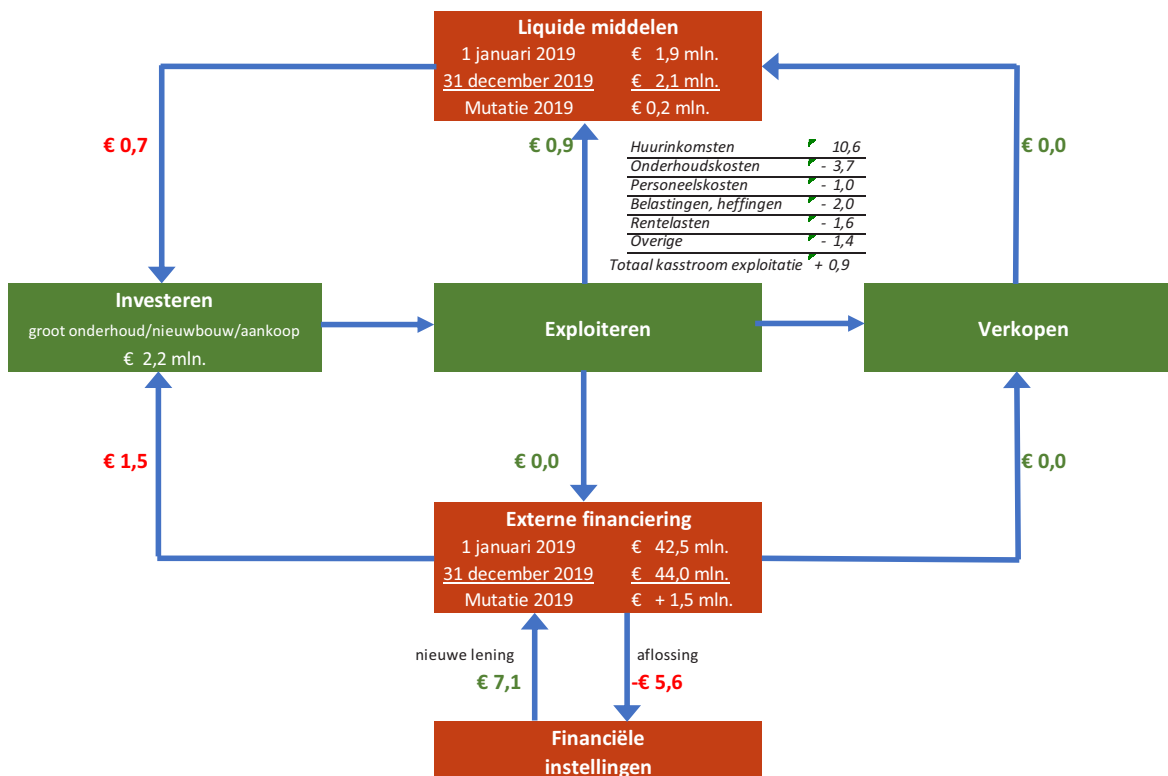 Liquide middelen
1 januari 2019 € 1,9 mln.
31 december 2019 € 2,1 mln.
Mutatie 2019 € 0,2 mln.
€ 0,7
€ 0,9
€ 0,0
Huurinkomsten 10,6
Onderhoudskosten - 3,7
Personeelskosten - 1,0
Belastingen, heffingen - 2,0
Rentelasten - 1,6
Overige - 1,4
Totaal kasstroom exploitatie + 0,9
Investeren
groot onderhoud/nieuwbouw/aankoop
€ 2,2 mln.
Exploiteren
Verkopen
€ 1,5
€ 0,0
€ 0,0
Externe financiering
1 januari 2019 € 42,5 mln.
31 december 2019 € 44,0 mln.
Mutatie 2019 € + 1,5 mln.
nieuwe lening
€ 7,1
aflossing
-€ 5,6
Financiële
instellingen